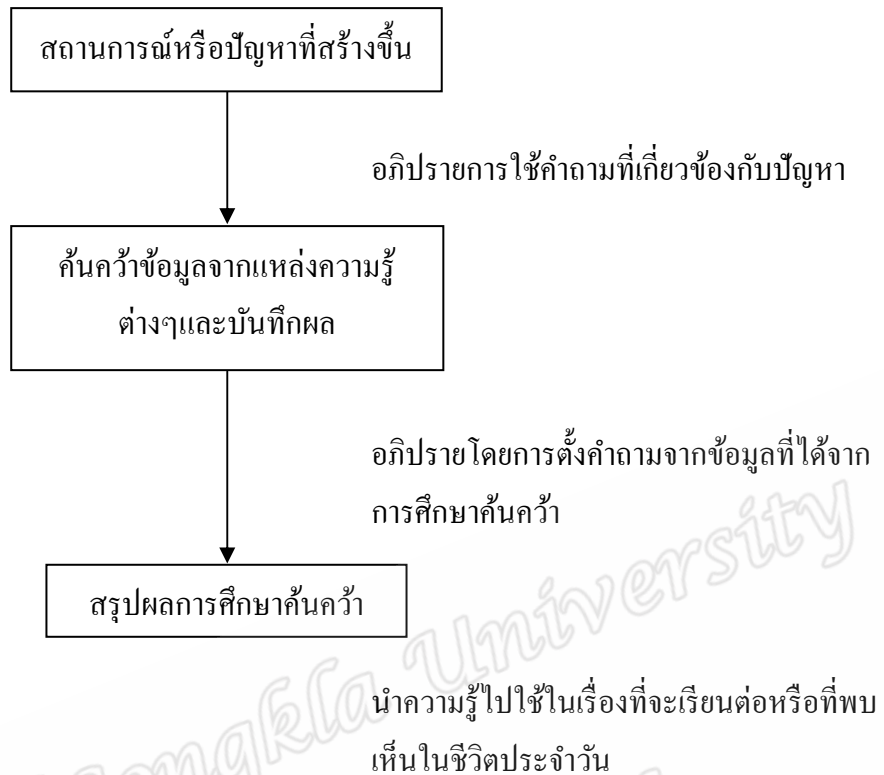 สถานการณ์หรือปัญหาที่สร้างขึ้น
อภิปรายการใช้คำถามที่เกี่ยวข้องกับปัญหา
ค้นคว้าข้อมูลจากแหล่งความรู้
ต่างๆและบันทึกผล
อภิปรายโดยการตั้งคำถามจากข้อมูลที่ได้จาก
การศึกษาค้นคว้า
สรุปผลการศึกษาค้นคว้า
นำความรู้ไปใช้ในเรื่องที่จะเรียนต่อหรือที่พบ
เห็นในชีวิตประจำวัน
Songkla University